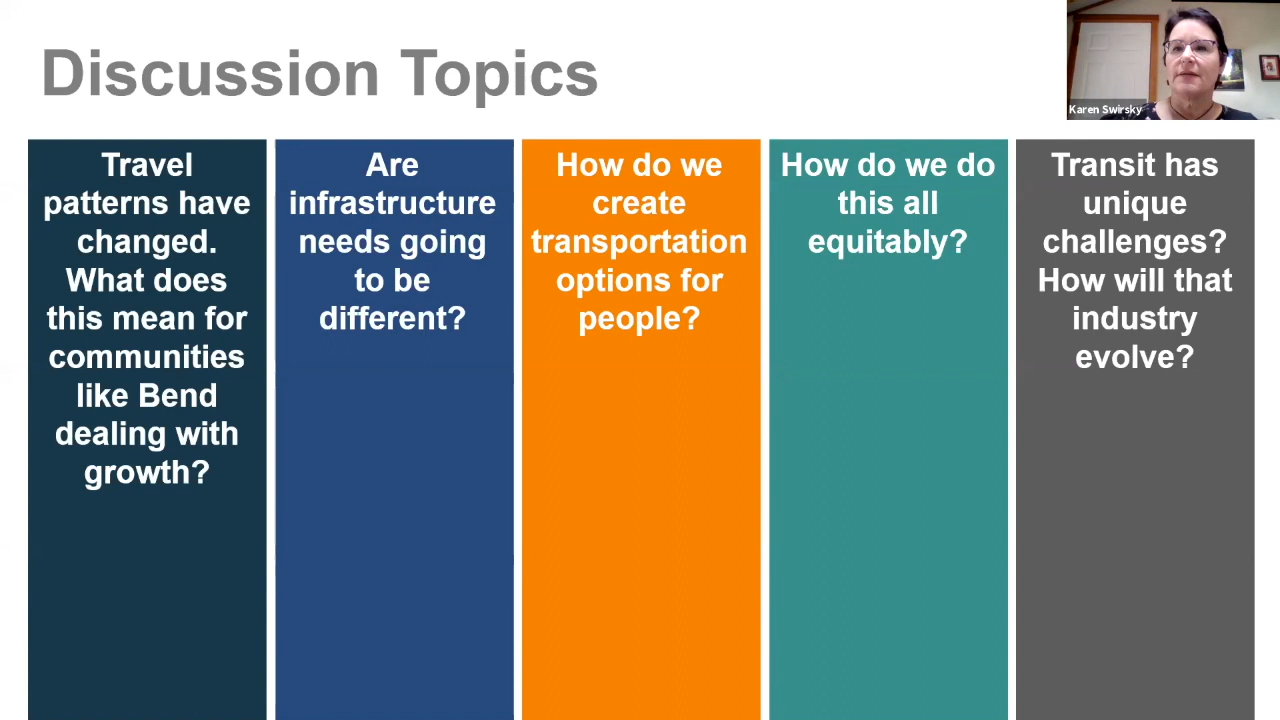 Discussion Topics
Karen Swirsky
Travel
patterns have
changed.
What does
this mean for
communities
like Bend
dealing with
growth?
Are
infrastructure
needs going
to be
different?
How do we
create
transportation
options for
people?
How do we do
this all
equitably?
Transit has
unique
challenges?
How will that
industry
evolve?